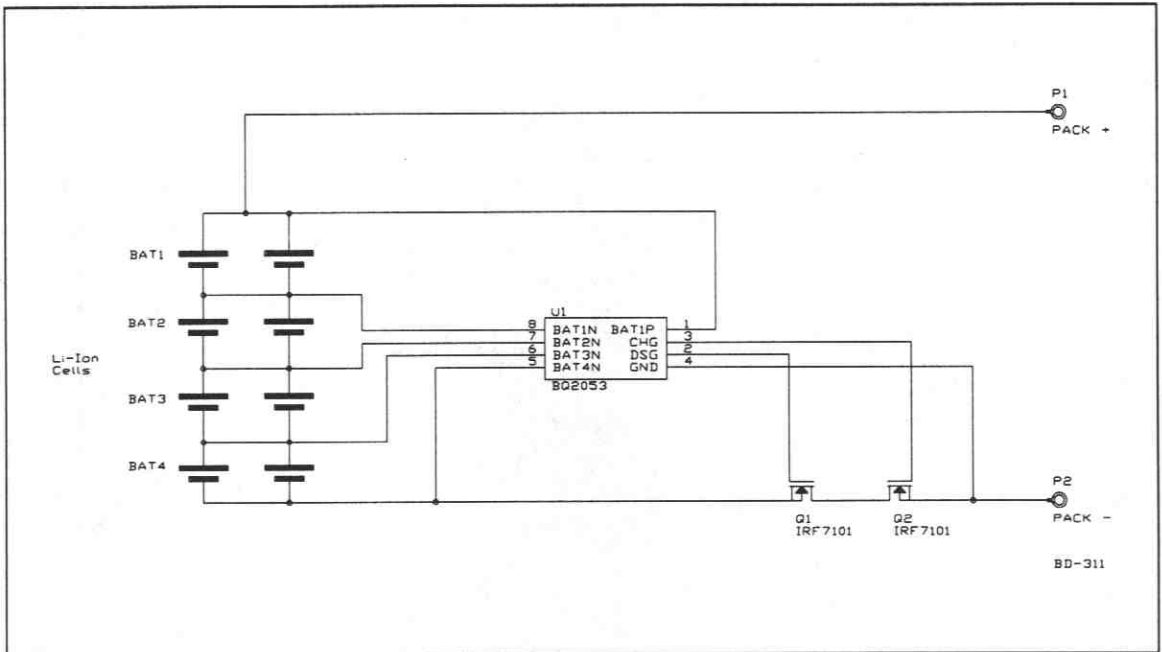 P1
PACK +
BAT1
BAT2
Li-Ion
Cells
BAT3
BAT4
U1
8 BAT1N BAT1P 1
7 BAT2N CHG 3
6 BAT3N DSG 2
5 BAT4N GND 4
BQ2053
Q1
IRF7101
Q2
IRF7101
P2
PACK -
BD-311